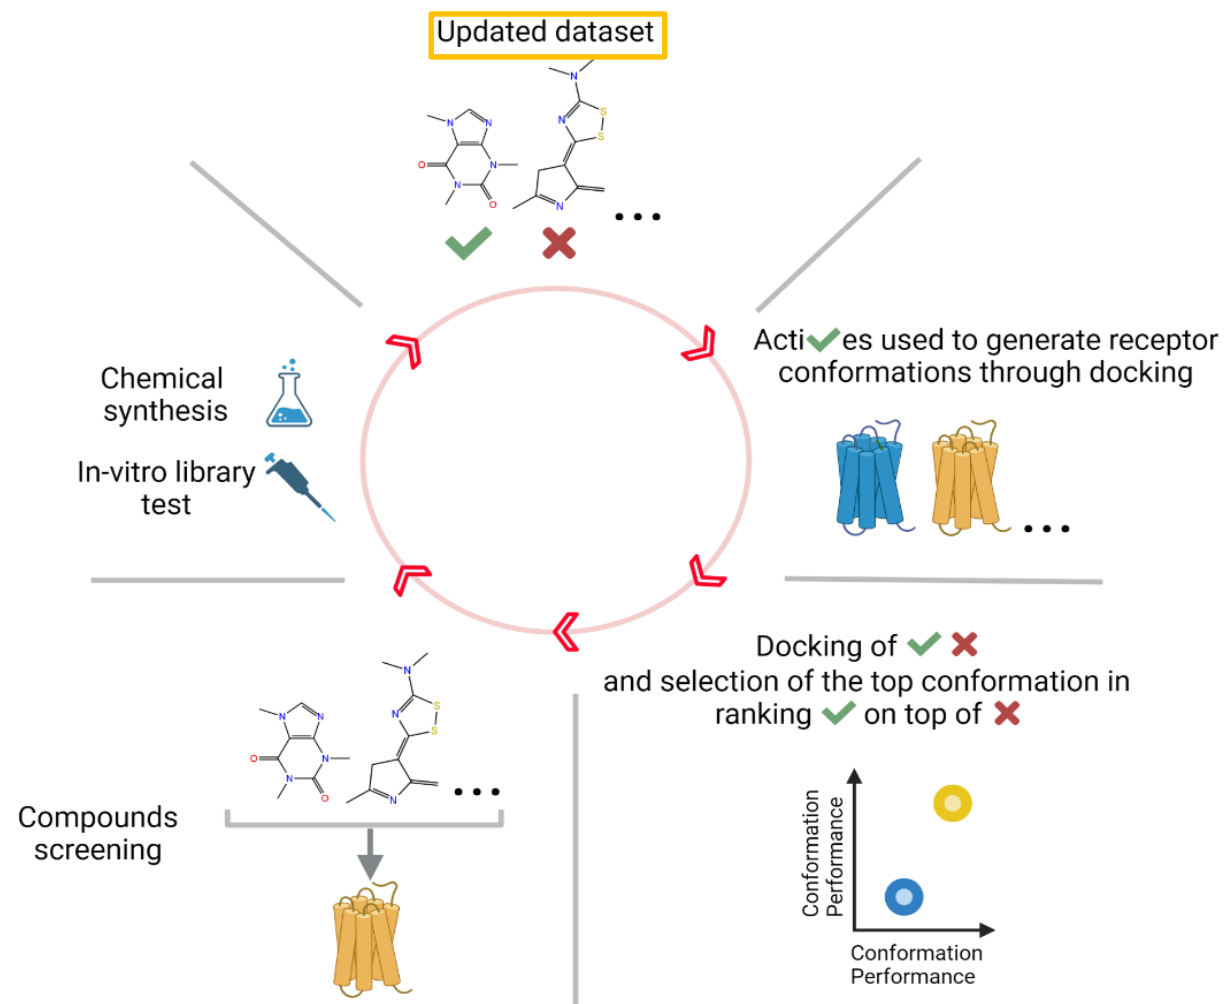 Updated dataset
N
S
N
S
N
N
N
O
N
N
O
N
...
Acti✔es used to generate receptor
conformations through docking
...
Chemical
synthesis
In-vitro library
test
Docking of ✔ ✖
and selection of the top conformation in
ranking ✔ on top of ✖
Conformation
Performance
Conformation
Performance
N
N
S
S
N
N
N
O
N
N
O
...
Compounds
screening